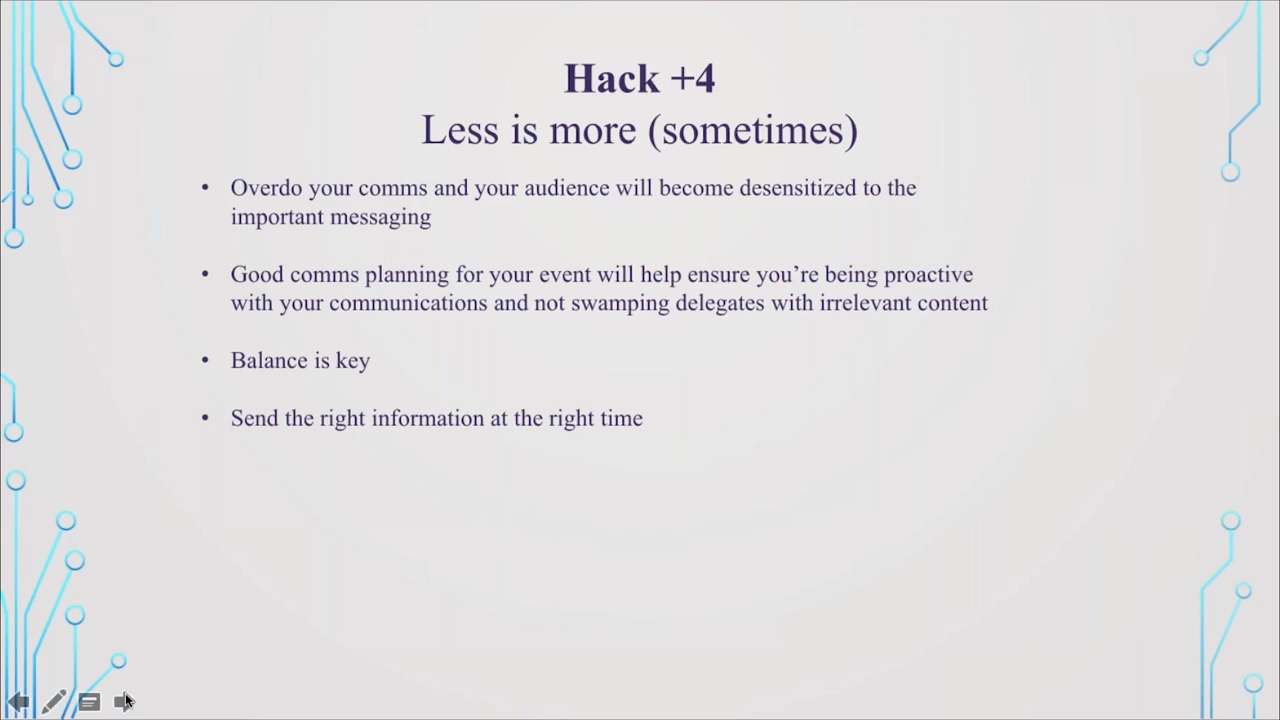 Hack +4
Less is more (sometimes)
• Overdo your comms and your audience will become desensitized to the
important messaging
• Good comms planning for your event will help ensure you’re being proactive
with your communications and not swamping delegates with irrelevant content
• Balance is key
• Send the right information at the right time